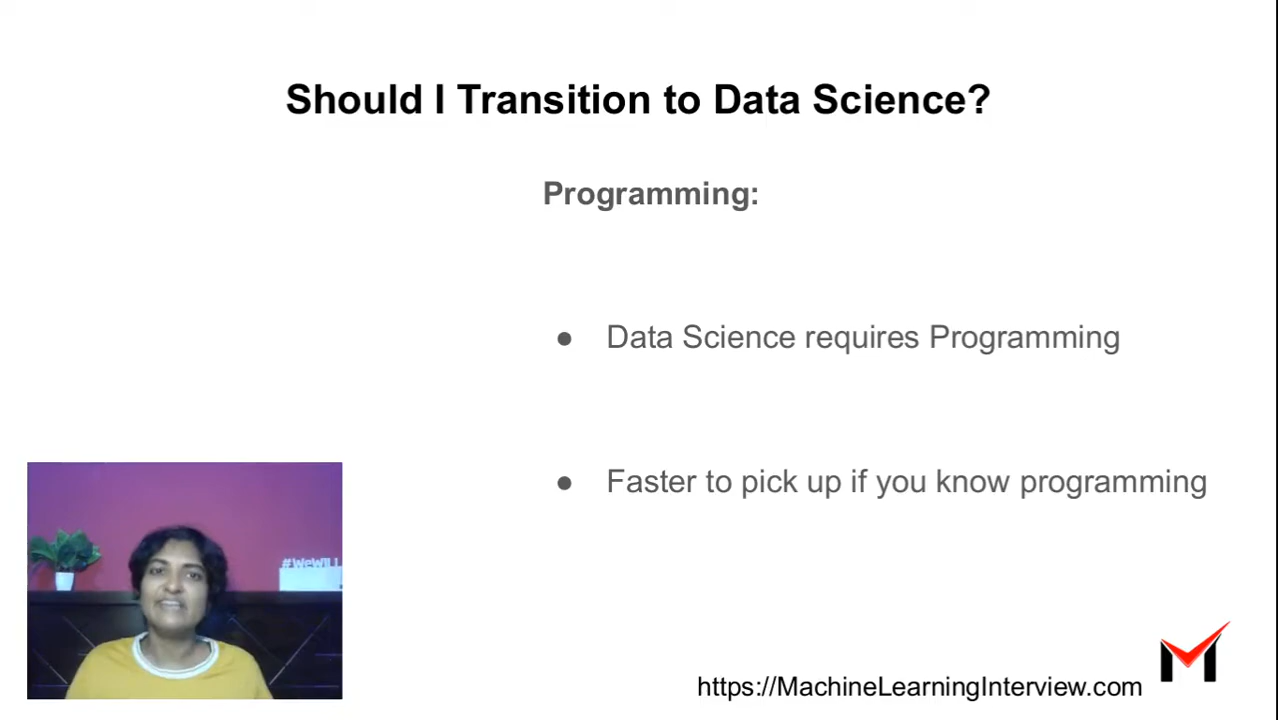 Should I Transition to Data Science?
Programming:
● Data Science requires Programming
● Faster to pick up if you know programming
#WeWILL
https://MachineLearningInterview.com